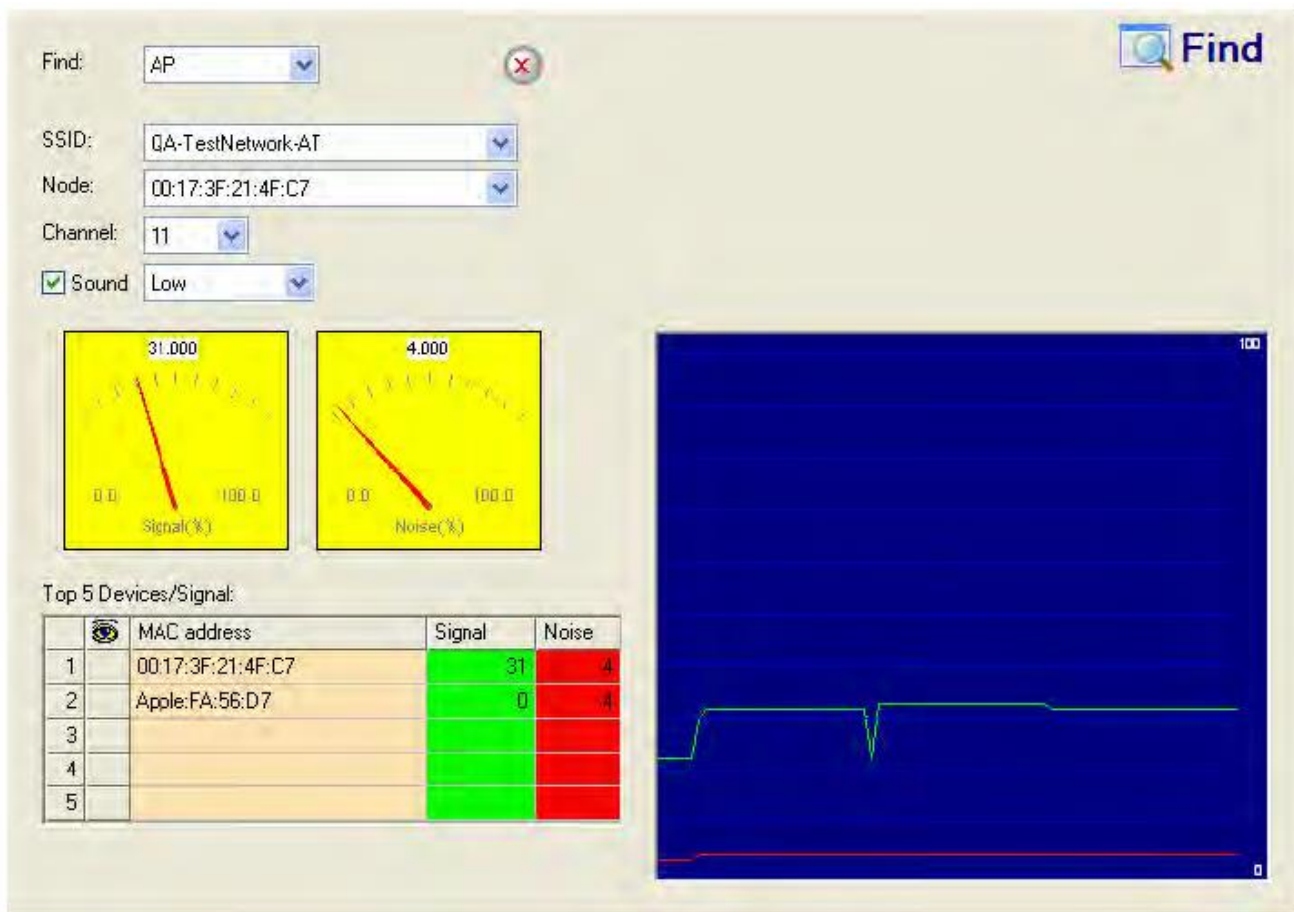 Find: AP
Find
SSID: QA-TestNetwork-AT
Node: 00:17:3F:21:4F:C7
Channel: 11
Sound Low
31.000
0.0 100.0
Signal(%)
4.000
0.0 100.0
Noise(%)
100
0
Top 5 Devices/Signal:
MAC address Signal Noise
1 00:17:3F:21:4F:C7 31 4
2 Apple:FA:56:D7 0 4
3
4
5